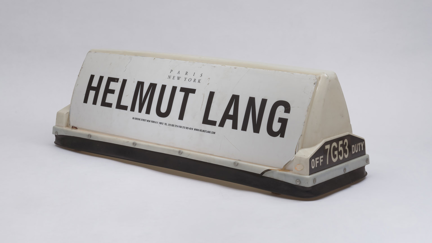 PARIS
NEW YORK
HELMUT LANG
OFF 7G53 DUTY